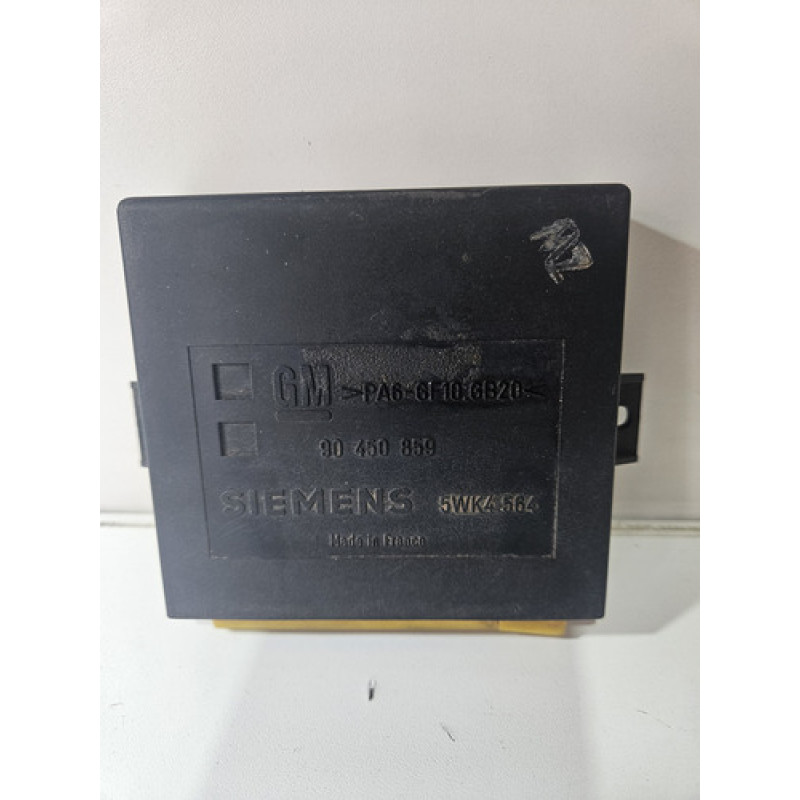 GM >PA6-GF10 GB20<
90 450 859
SIEMENS 5WK4 564
Made in France